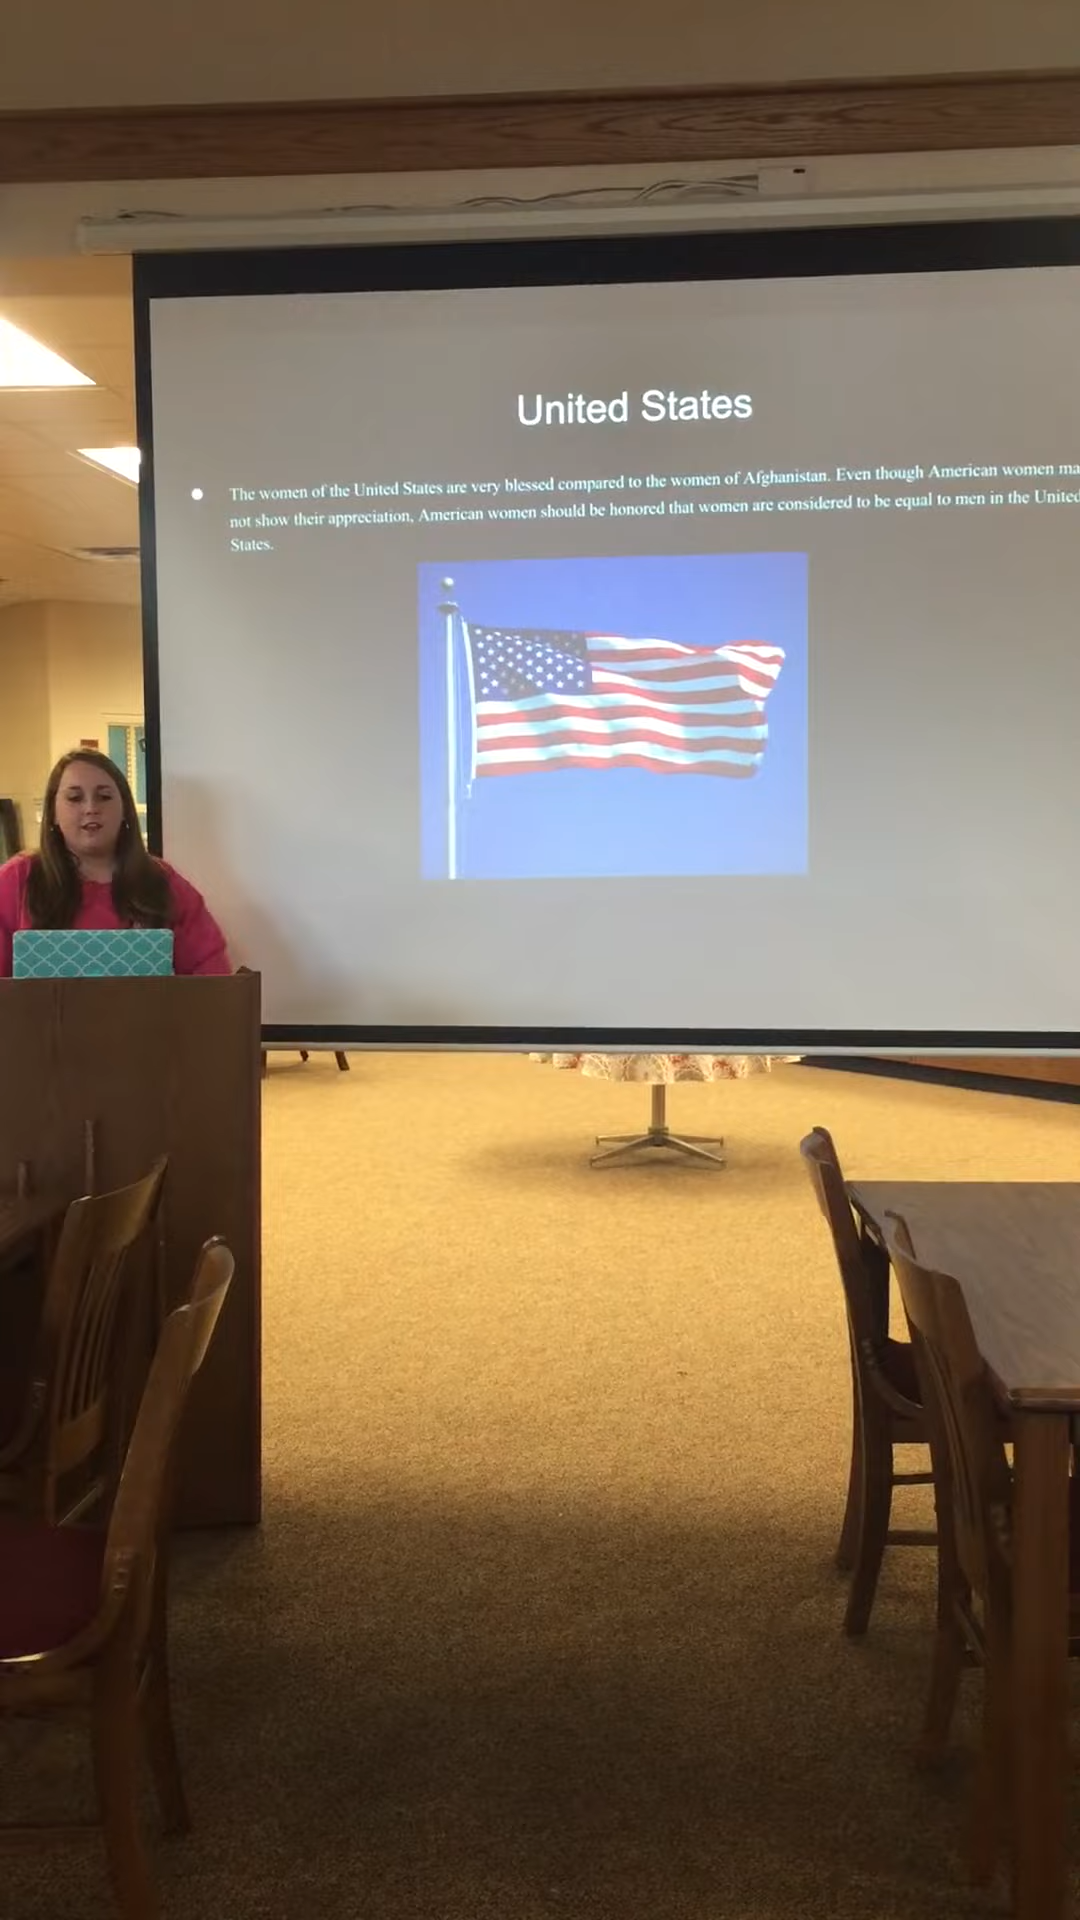 United States
The women of the United States are very blessed compared to the women of Afghanistan. Even though American women ma
not show their appreciation, American women should be honored that women are considered to be equal to men in the United
States.